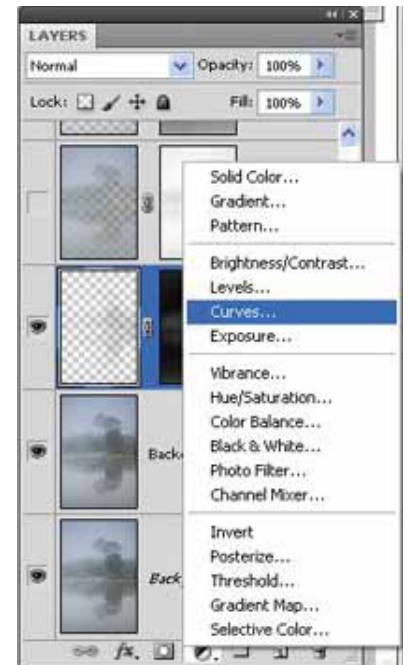 LAYERS
Normal Opacity: 100%
Lock: Fill: 100%
Solid Color...
Gradient...
Pattern...
Brightness/Contrast...
Levels...
Curves...
Exposure...
Vibrance...
Hue/Saturation...
Color Balance...
Black & White...
Photo Filter...
Channel Mixer...
Invert
Posterize...
Threshold...
Gradient Map...
Selective Color...
fx.